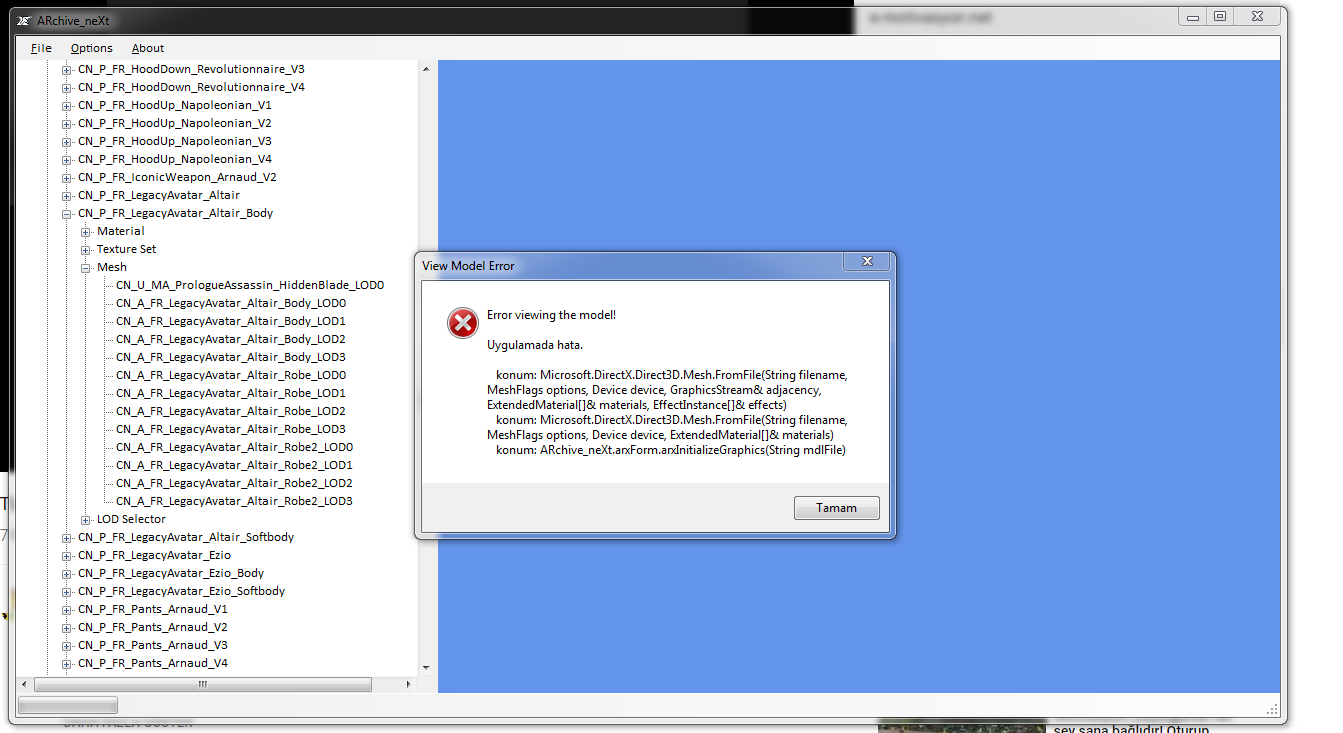 ARchive_neXt
File Options About
CN_P_FR_HoodDown_Revolutionnaire_V3
CN_P_FR_HoodDown_Revolutionnaire_V4
CN_P_FR_HoodUp_Napoleonian_V1
CN_P_FR_HoodUp_Napoleonian_V2
CN_P_FR_HoodUp_Napoleonian_V3
CN_P_FR_HoodUp_Napoleonian_V4
CN_P_FR_IconicWeapon_Arnaud_V2
CN_P_FR_LegacyAvatar_Altair
CN_P_FR_LegacyAvatar_Altair_Body
Material
Texture Set
Mesh
CN_U_MA_PrologueAssassin_HiddenBlade_LOD0
CN_A_FR_LegacyAvatar_Altair_Body_LOD0
CN_A_FR_LegacyAvatar_Altair_Body_LOD1
CN_A_FR_LegacyAvatar_Altair_Body_LOD2
CN_A_FR_LegacyAvatar_Altair_Body_LOD3
CN_A_FR_LegacyAvatar_Altair_Robe_LOD0
CN_A_FR_LegacyAvatar_Altair_Robe_LOD1
CN_A_FR_LegacyAvatar_Altair_Robe_LOD2
CN_A_FR_LegacyAvatar_Altair_Robe_LOD3
CN_A_FR_LegacyAvatar_Altair_Robe2_LOD0
CN_A_FR_LegacyAvatar_Altair_Robe2_LOD1
CN_A_FR_LegacyAvatar_Altair_Robe2_LOD2
CN_A_FR_LegacyAvatar_Altair_Robe2_LOD3
LOD Selector
CN_P_FR_LegacyAvatar_Altair_Softbody
CN_P_FR_LegacyAvatar_Ezio
CN_P_FR_LegacyAvatar_Ezio_Body
CN_P_FR_LegacyAvatar_Ezio_Softbody
CN_P_FR_Pants_Arnaud_V1
CN_P_FR_Pants_Arnaud_V2
CN_P_FR_Pants_Arnaud_V3
CN_P_FR_Pants_Arnaud_V4
View Model Error
Error viewing the model!
Uygulamada hata.
konum: Microsoft.DirectX.Direct3D.Mesh.FromFile(String filename,
MeshFlags options, Device device, GraphicsStream& adjacency,
ExtendedMaterial[]& materials, EffectInstance[]& effects)
konum: Microsoft.DirectX.Direct3D.Mesh.FromFile(String filename,
MeshFlags options, Device device, ExtendedMaterial[]& materials)
konum: ARchive_neXt.arxForm.arxInitializeGraphics(String mdlFile)
Tamam
şey sana bağlıdır! Oturup